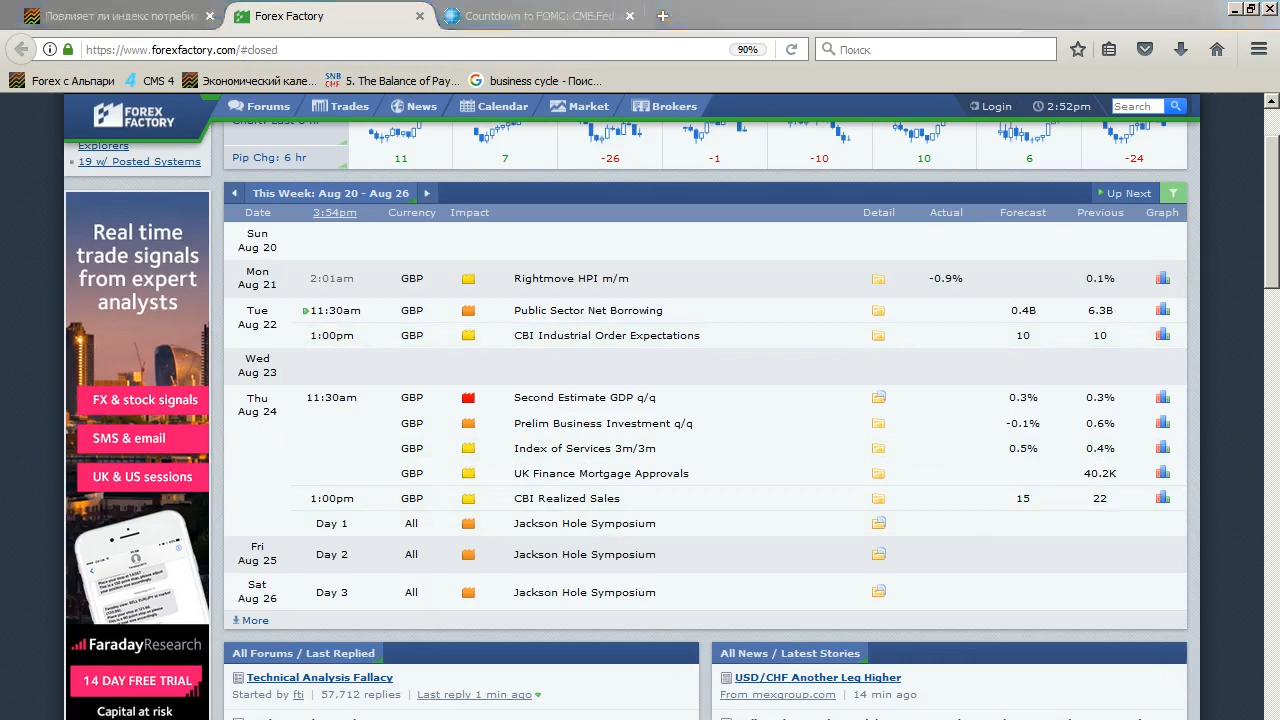 Повлияет ли индекс потреби
Forex Factory
Countdown to FOMC: CME Fed
https://www.forexfactory.com/#closed
90%
Поиск
Forex с Альпари
CMS 4
Экономический кале...
SNB CHF
5. The Balance of Pay...
business cycle - Поис...
FOREX FACTORY
Forums
Trades
News
Calendar
Market
Brokers
Login
2:52pm
Search
Explorers
19 w/ Posted Systems
Pip Chg: 6 hr
11 7 -26 -1 -10 10 6 -24
This Week: Aug 20 - Aug 26
Up Next
Date 3:54pm Currency Impact Detail Actual Forecast Previous Graph
Sun Aug 20
Mon Aug 21 2:01am GBP Rightmove HPI m/m -0.9% 0.1%
Tue Aug 22 11:30am GBP Public Sector Net Borrowing 0.4B 6.3B
1:00pm GBP CBI Industrial Order Expectations 10 10
Wed Aug 23
Thu Aug 24 11:30am GBP Second Estimate GDP q/q 0.3% 0.3%
GBP Prelim Business Investment q/q -0.1% 0.6%
GBP Index of Services 3m/3m 0.5% 0.4%
GBP UK Finance Mortgage Approvals 40.2K
1:00pm GBP CBI Realized Sales 15 22
Day 1 All Jackson Hole Symposium
Fri Aug 25 Day 2 All Jackson Hole Symposium
Sat Aug 26 Day 3 All Jackson Hole Symposium
More
Real time
trade signals
from expert
analysts
FX & stock signals
SMS & email
UK & US sessions
FaradayResearch
14 DAY FREE TRIAL
Capital at risk
All Forums / Last Replied
Technical Analysis Fallacy
Started by fti | 57,712 replies | Last reply 1 min ago
All News / Latest Stories
USD/CHF Another Leg Higher
From mexgroup.com | 14 min ago